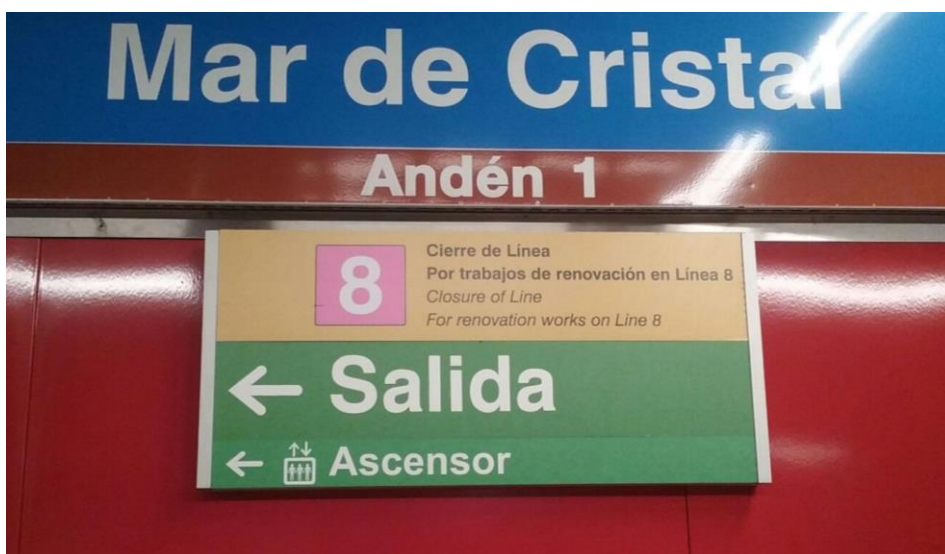 Mar de Cristal
Andén 1
8
Cierre de Línea
Por trabajos de renovación en Línea 8
Closure of Line
For renovation works on Line 8
Salida
Ascensor